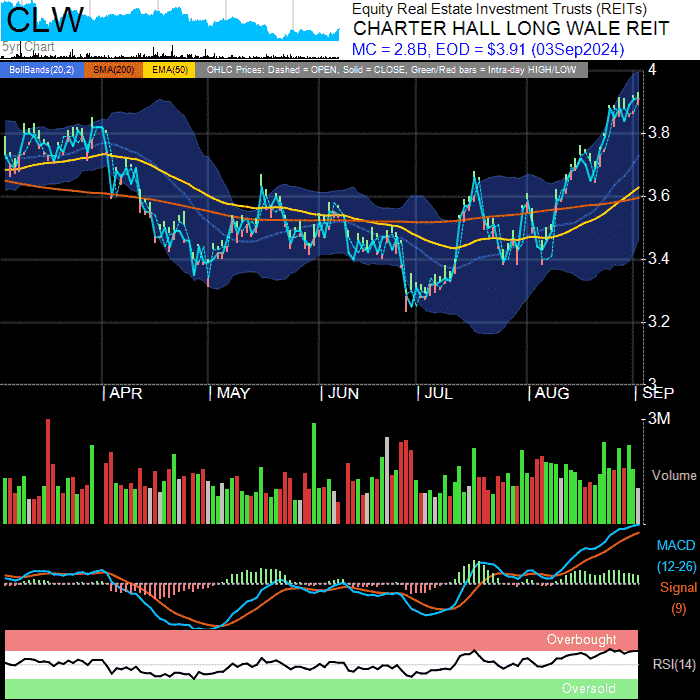 CLW
5yr Chart
Equity Real Estate Investment Trusts (REITs)
CHARTER HALL LONG WALE REIT
MC = 2.8B, EOD = $3.91 (03Sep2024)
BollBands(20,2) SMA(200) EMA(50) OHLC Prices: Dashed = OPEN, Solid = CLOSE, Green/Red bars = Intra-day HIGH/LOW
4
3.8
3.6
3.4
3.2
3
APR MAY JUN JUL AUG SEP
3M
Volume
MACD
(12-26)
Signal
(9)
Overbought
RSI(14)
Oversold